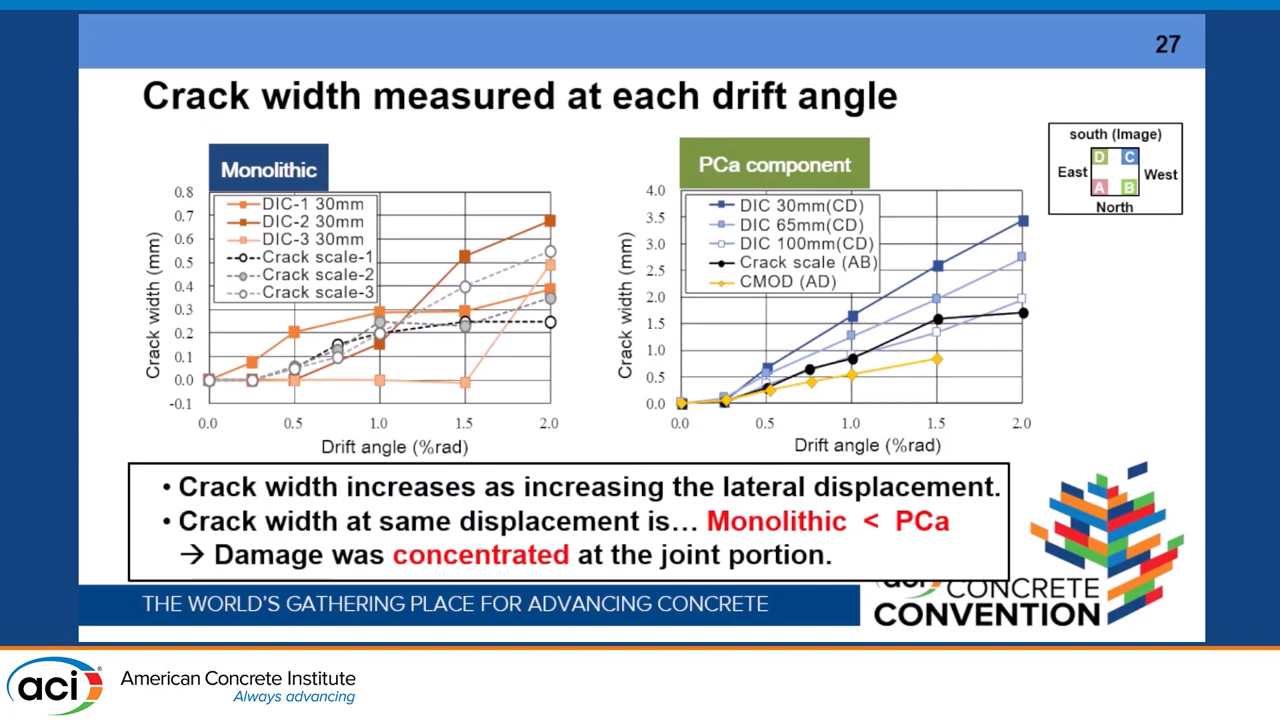 27
Crack width measured at each drift angle
south (Image)
D C
East West
A B
North
Monolithic
PCa component
0.8
0.7
0.6
0.5
0.4
0.3
0.2
0.1
0.0
-0.1
Crack width (mm)
DIC-1 30mm
DIC-2 30mm
DIC-3 30mm
Crack scale-1
Crack scale-2
Crack scale-3
0.0 0.5 1.0 1.5 2.0
Drift angle (%rad)
4.0
3.5
3.0
2.5
2.0
1.5
1.0
0.5
0.0
Crack width (mm)
DIC 30mm(CD)
DIC 65mm(CD)
DIC 100mm(CD)
Crack scale (AB)
CMOD (AD)
0.0 0.5 1.0 1.5 2.0
Drift angle (%rad)
• Crack width increases as increasing the lateral displacement.
• Crack width at same displacement is... Monolithic < PCa
→ Damage was concentrated at the joint portion.
THE WORLD'S GATHERING PLACE FOR ADVANCING CONCRETE
aci CONCRETE
CONVENTION
aci ®
American Concrete Institute
Always advancing